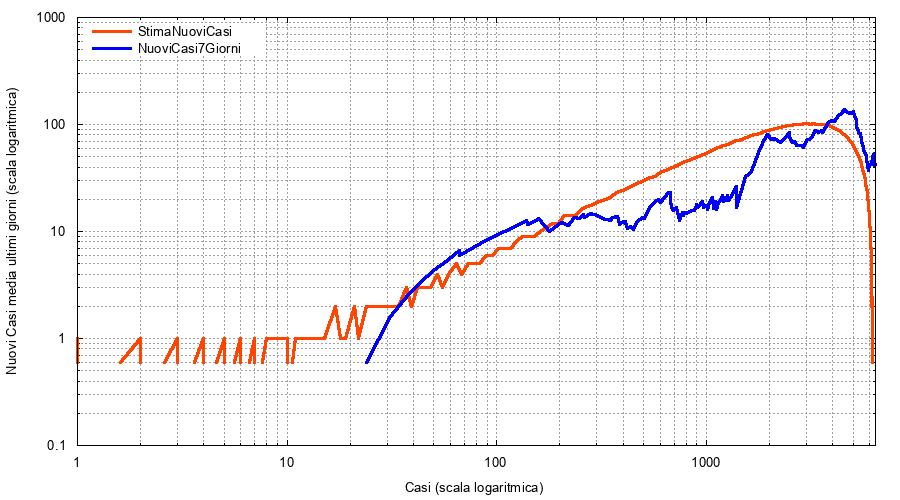 1000
StimaNuoviCasi
NuoviCasi7Giorni
100
10
1
0.1
Nuovi Casi media ultimi giorni (scala logaritmica)
1
10
100
1000
Casi (scala logaritmica)